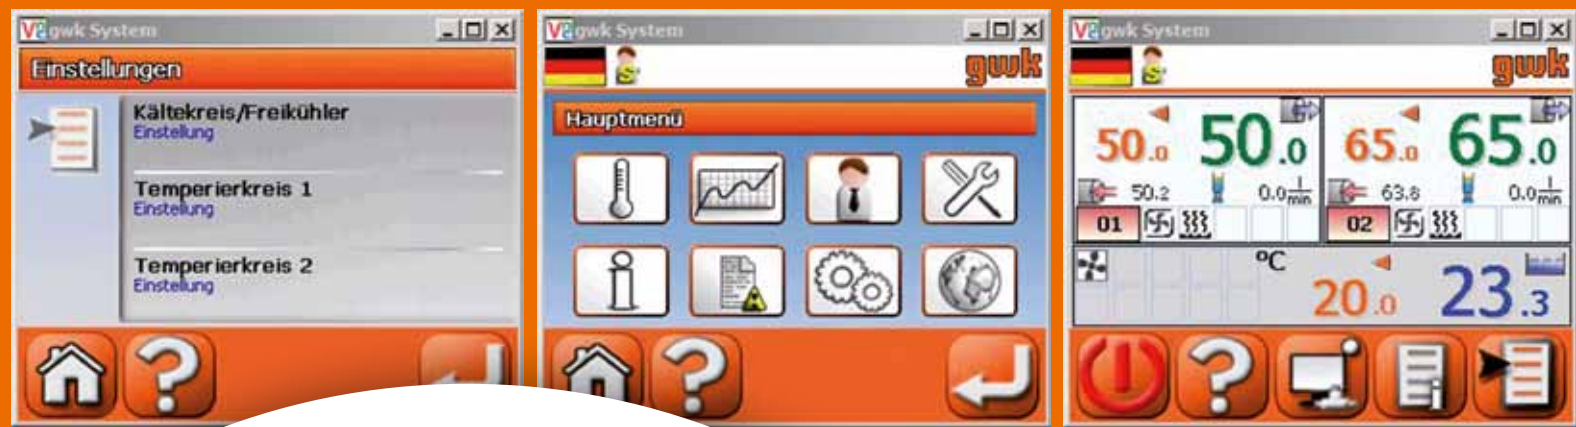 gwk System
Einstellungen
Kältekreis/Freikühler
Einstellung
Temperierkreis 1
Einstellung
Temperierkreis 2
Einstellung
gwk System
gwk
Hauptmenü
gwk System
gwk
50.0 50.0
50.2 0.0 l/min
01
65.0 65.0
63.8 0.0 l/min
02
°C
20.0 23.3